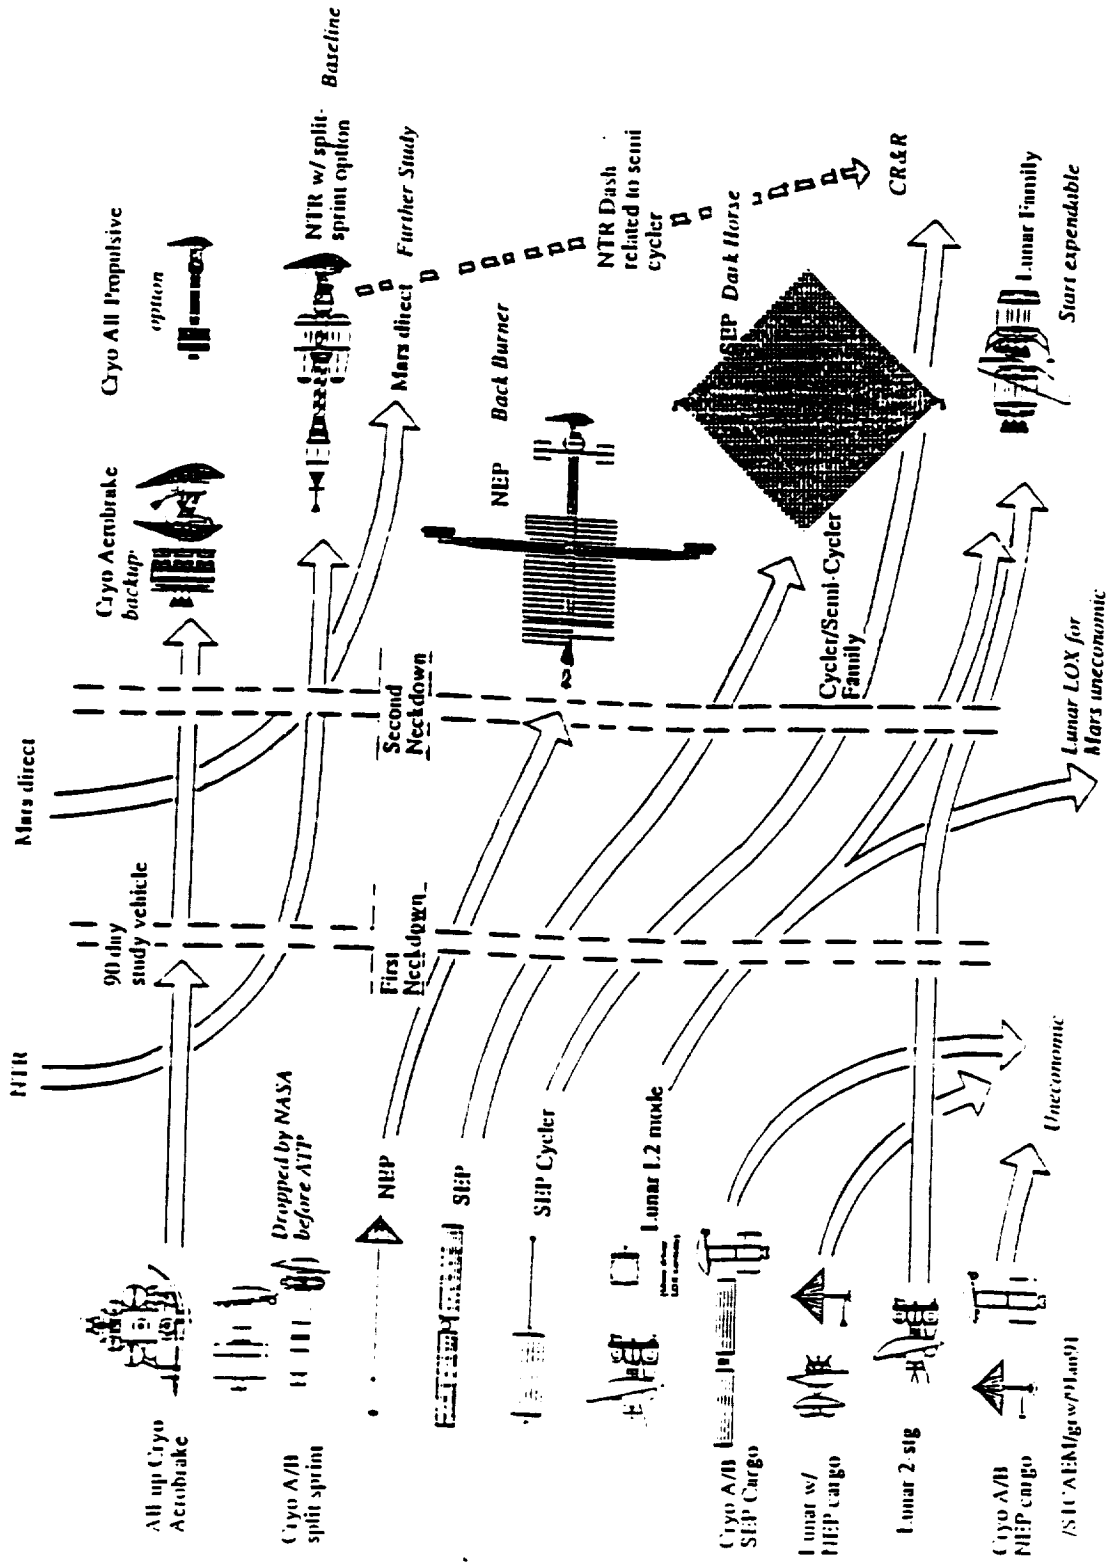 All up Cryo
Aerobrake
Cryo A/B
split sprint
Dropped by NASA
before ATP
NEP
SEP
SEP Cycler
Lunar L2 mode
Cryo A/B
SEP Cargo
Lunar w/
NEP cargo
Lunar 2-stg
Cryo A/B
NEP cargo
Uneconomic
NTR
90 day
study vehicle
First
Neckdown
Mars direct
Second
Neckdown
Cryo Aerobrake
backup
Cryo All Propulsive
option
NTR w/ split-
sprint option
Baseline
Mars direct
Further Study
NEP
Back Burner
NTR Dash
related to semi
cycler
SEP
Dark Horse
CR&R
Cycler/Semi-Cycler
Family
Lunar Family
Start expendable
Lunar LOX for
Mars uneconomic
/STCAEM/grw/9Jan91